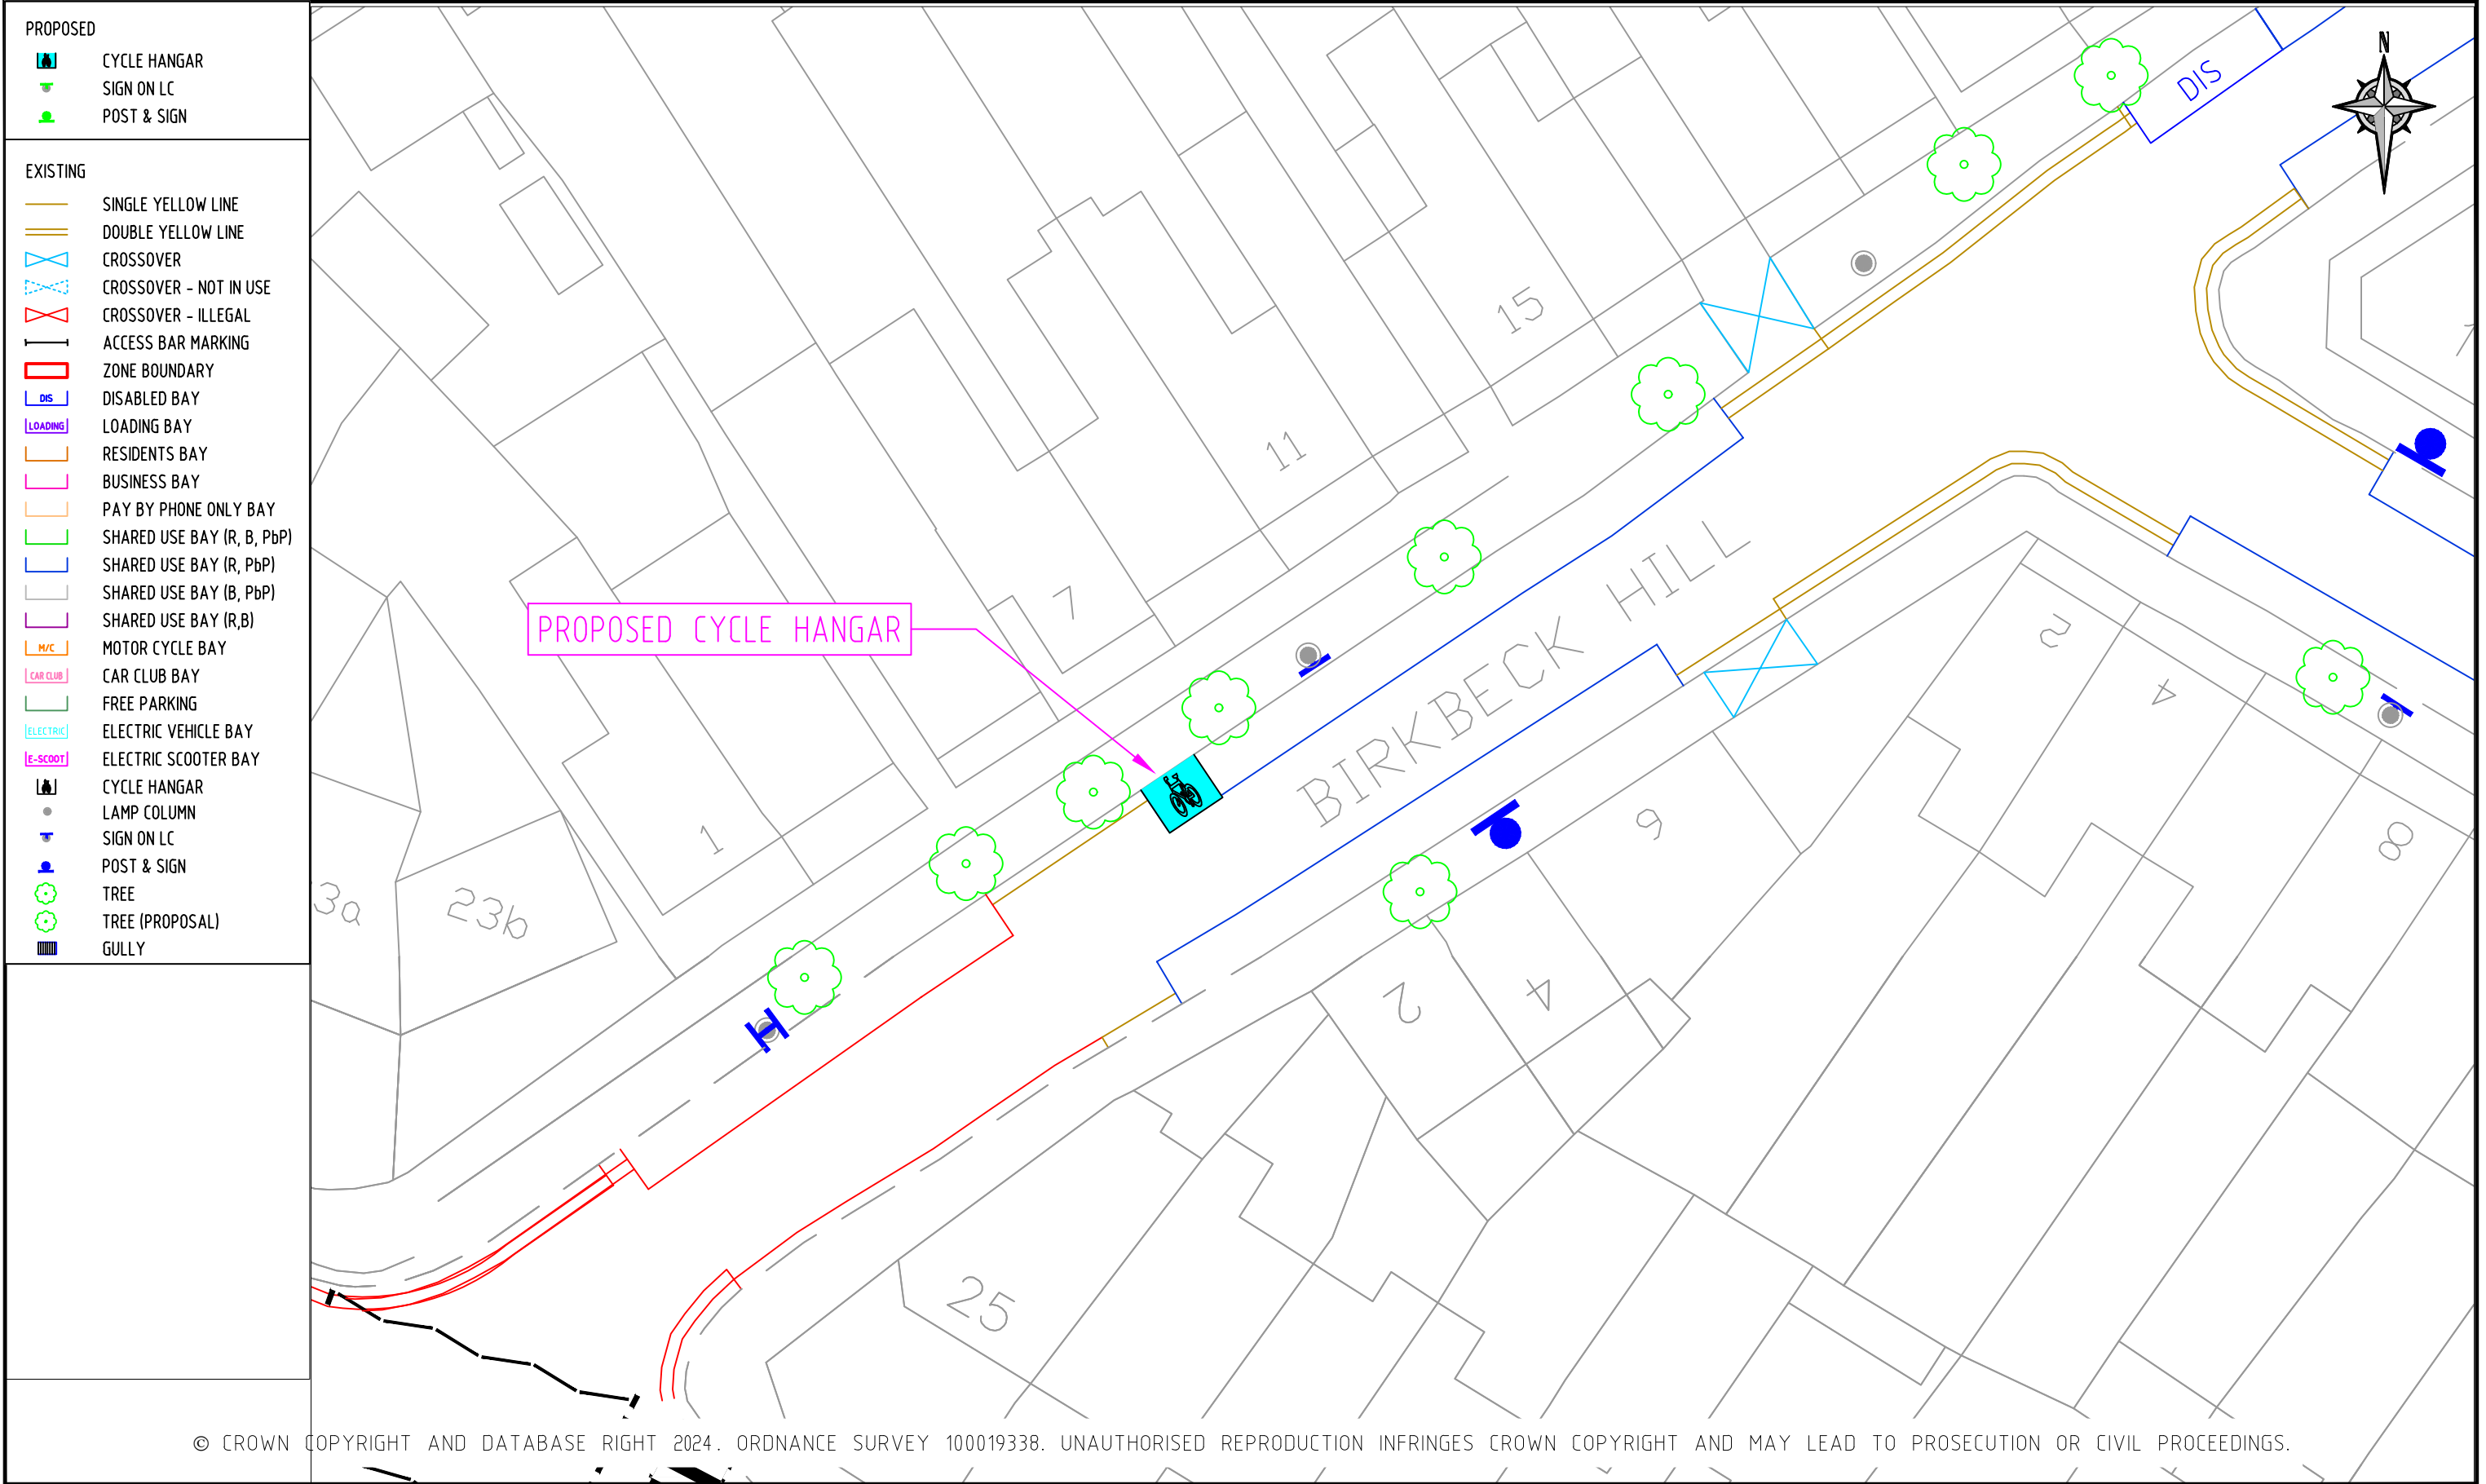 PROPOSED
CYCLE HANGAR
SIGN ON LC
POST & SIGN
EXISTING
SINGLE YELLOW LINE
DOUBLE YELLOW LINE
CROSSOVER
CROSSOVER - NOT IN USE
CROSSOVER - ILLEGAL
ACCESS BAR MARKING
ZONE BOUNDARY
DIS DISABLED BAY
LOADING LOADING BAY
RESIDENTS BAY
BUSINESS BAY
PAY BY PHONE ONLY BAY
SHARED USE BAY (R, B, PbP)
SHARED USE BAY (R, PbP)
SHARED USE BAY (B, PbP)
SHARED USE BAY (R,B)
M/C MOTOR CYCLE BAY
CAR CLUB CAR CLUB BAY
FREE PARKING
ELECTRIC ELECTRIC VEHICLE BAY
E-SCOOT ELECTRIC SCOOTER BAY
CYCLE HANGAR
LAMP COLUMN
SIGN ON LC
POST & SIGN
TREE
TREE (PROPOSAL)
GULLY
N
DIS
15
11
7
PROPOSED CYCLE HANGAR
BIRKBECK HILL
1
3a
23b
2
4
6
8
2
4
25
© CROWN COPYRIGHT AND DATABASE RIGHT 2024. ORDNANCE SURVEY 100019338. UNAUTHORISED REPRODUCTION INFRINGES CROWN COPYRIGHT AND MAY LEAD TO PROSECUTION OR CIVIL PROCEEDINGS.